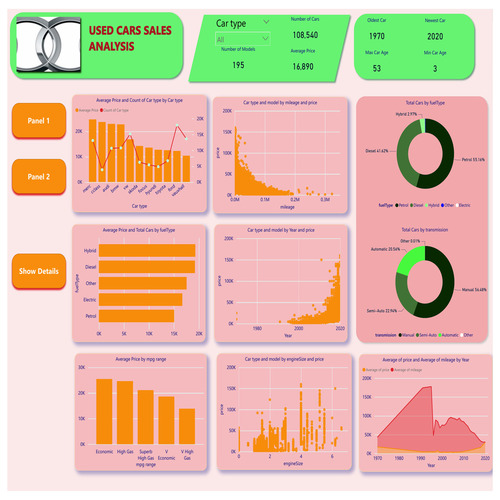 USED CARS SALES
ANALYSIS
Car type
All
Number of Models
195
Number of Cars
108,540
Average Price
16,890
Oldest Car
1970
Newest Car
2020
Max Car Age
53
Min Car Age
3
Panel 1
Panel 2
Show Details
Average Price and Count of Car type by Car type
Average Price Count of Car type
20K
10K
0K
20K
15K
10K
5K
0K
merc
cclass
audi
bmw
vw
skoda
focus
hyundi
toyota
ford
vauxhall
Car type
Car type and model by mileage and price
price
200K
150K
100K
50K
0K
0.0M 0.1M 0.2M 0.3M
mileage
Total Cars by fuelType
Hybrid 2.97%
Diesel 41.63%
Petrol 55.16%
fuelType Petrol Diesel Hybrid Other Electric
Average Price and Total Cars by fuelType
fuelType
Hybrid
Diesel
Other
Electric
Petrol
0K 5K 10K 15K 20K
Car type and model by Year and price
price
200K
150K
100K
50K
0K
1980 2000 2020
Year
Total Cars by transmission
Other 0.01%
Automatic 20.56%
Semi-Auto 22.94%
Manual 56.48%
transmission Manual Semi-Auto Automatic Other
Average Price by mpg range
30K
20K
10K
0K
Economic High Gas Superb High Gas V Economic V High Gas
mpg range
Car type and model by engineSize and price
price
200K
150K
100K
50K
0K
0 2 4 6
engineSize
Average of price and Average of mileage by Year
Average of price Average of mileage
200K
150K
100K
50K
0K
1970 1980 1990 2000 2010 2020
Year